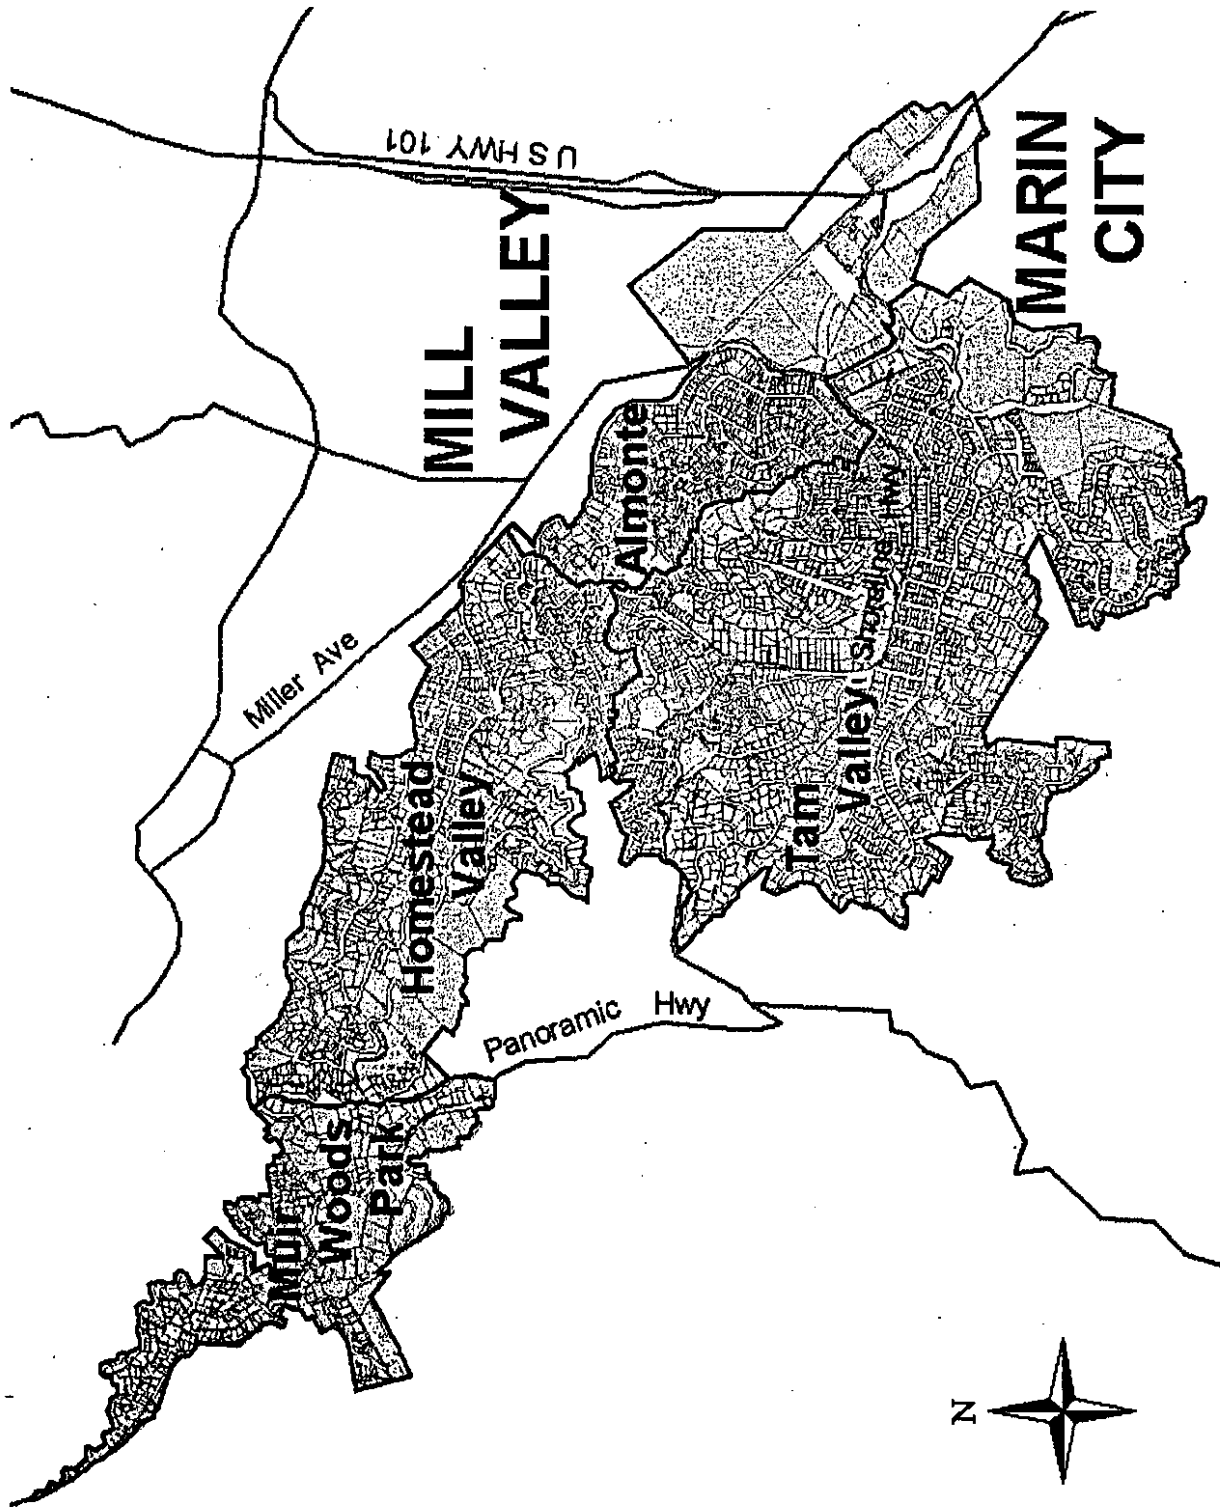 U S HWY 101
MILL
VALLEY
MARIN
CITY
Almonte
Miller Ave
Shoreline Hwy
Tam
Valley
Homestead
Valley
Panoramic Hwy
Muir
Woods
Park
N